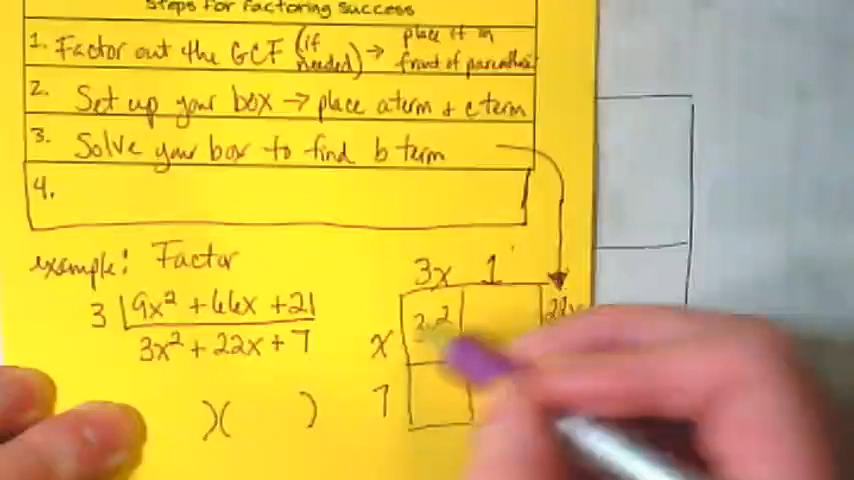 Steps for Factoring Success
1. Factor out the GCF (if needed) → place it in front of parenthesis
2. Set up your box → place a term + c term
3. Solve your box to find b term
4.
example: Factor
3 9x² + 66x + 21
3x² + 22x + 7
)( )
3x 1
x
7